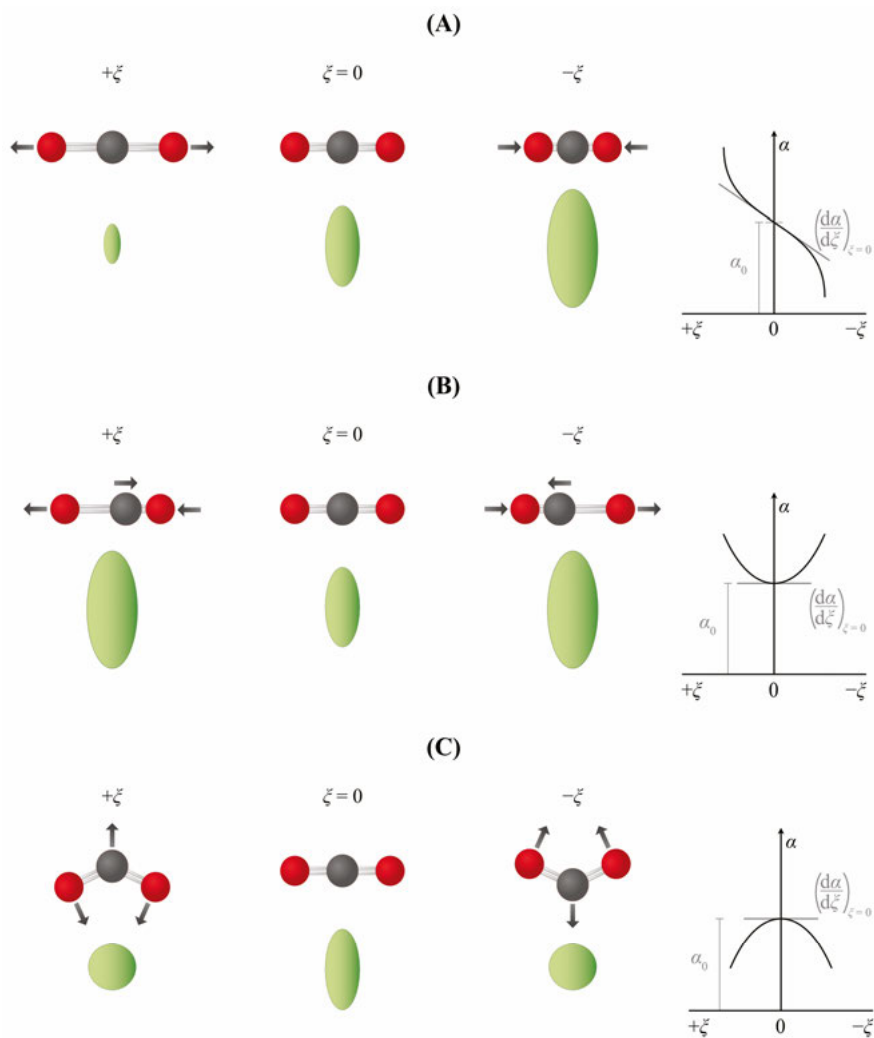 (A)
+ξ ξ = 0 −ξ
α
(dα/dξ)ξ = 0
α0
+ξ 0 −ξ
(B)
+ξ ξ = 0 −ξ
α
α0
(dα/dξ)ξ = 0
+ξ 0 −ξ
(C)
+ξ ξ = 0 −ξ
α
(dα/dξ)ξ = 0
α0
+ξ 0 −ξ